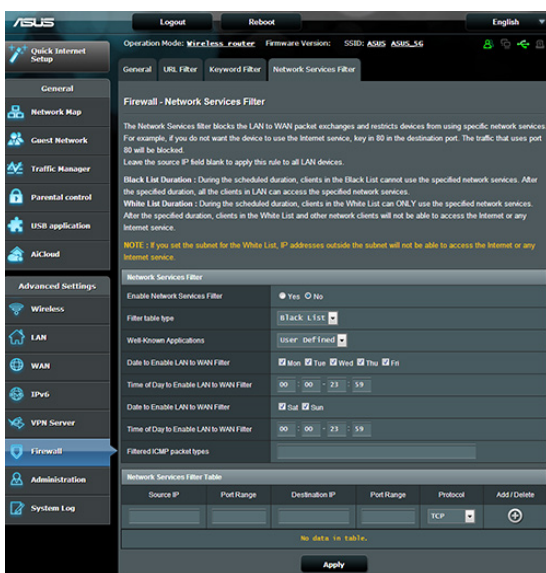 ASUS
Logout
Reboot
English
Quick Internet
Setup
Operation Mode: Wireless router Firmware Version: SSID: ASUS ASUS_5G
General
URL Filter
Keyword Filter
Network Services Filter
General
Network Map
Guest Network
Traffic Manager
Parental control
USB application
AiCloud
Advanced Settings
Wireless
LAN
WAN
IPv6
VPN Server
Firewall
Administration
System Log
Firewall - Network Services Filter
The Network Services filter blocks the LAN to WAN packet exchanges and restricts devices from using specific network services.
For example, if you do not want the device to use the Internet service, key in 80 in the destination port. The traffic that uses port
80 will be blocked.
Leave the source IP field blank to apply this rule to all LAN devices.
Black List Duration : During the scheduled duration, clients in the Black List cannot use the specified network services. After
the specified duration, all the clients in LAN can access the specified network services.
White List Duration : During the scheduled duration, clients in the White List can ONLY use the specified network services.
After the specified duration, clients in the White List and other network clients will not be able to access the Internet or any
Internet service.
NOTE : If you set the subnet for the White List, IP addresses outside the subnet will not be able to access the Internet or any
Internet service.
Network Services Filter
Enable Network Services
Filter
Yes No
Filter table type
Black List
Well-Known Applications
User Defined
Date to Enable LAN to WAN Filter
Mon Tue Wed Thu Fri
Time of Day to Enable LAN to WAN Filter
00 : 00 - 23 : 59
Date to Enable LAN to WAN Filter
Sat Sun
Time of Day to Enable LAN to WAN Filter
00 : 00 - 23 : 59
Filtered ICMP packet types
Network Services Filter Table
Source IP Port Range Destination IP Port Range Protocol Add / Delete
TCP
No data in table.
Apply